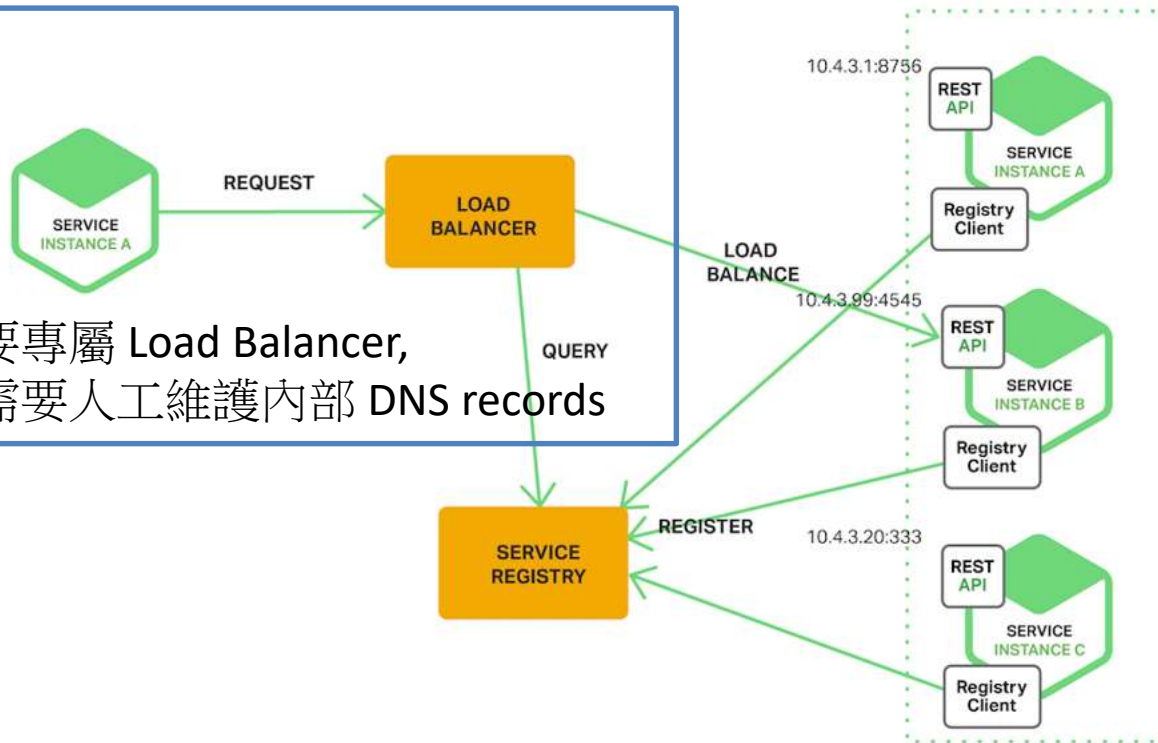 10.4.3.1:8756
REST
API
SERVICE
INSTANCE A
Registry
Client
REQUEST
SERVICE
INSTANCE A
LOAD
BALANCER
LOAD
BALANCE
10.4.3.99:4545
REST
API
SERVICE
INSTANCE B
Registry
Client
要專屬 Load Balancer,
需要人工維護內部 DNS records
QUERY
SERVICE
REGISTRY
REGISTER
10.4.3.20:333
REST
API
SERVICE
INSTANCE C
Registry
Client